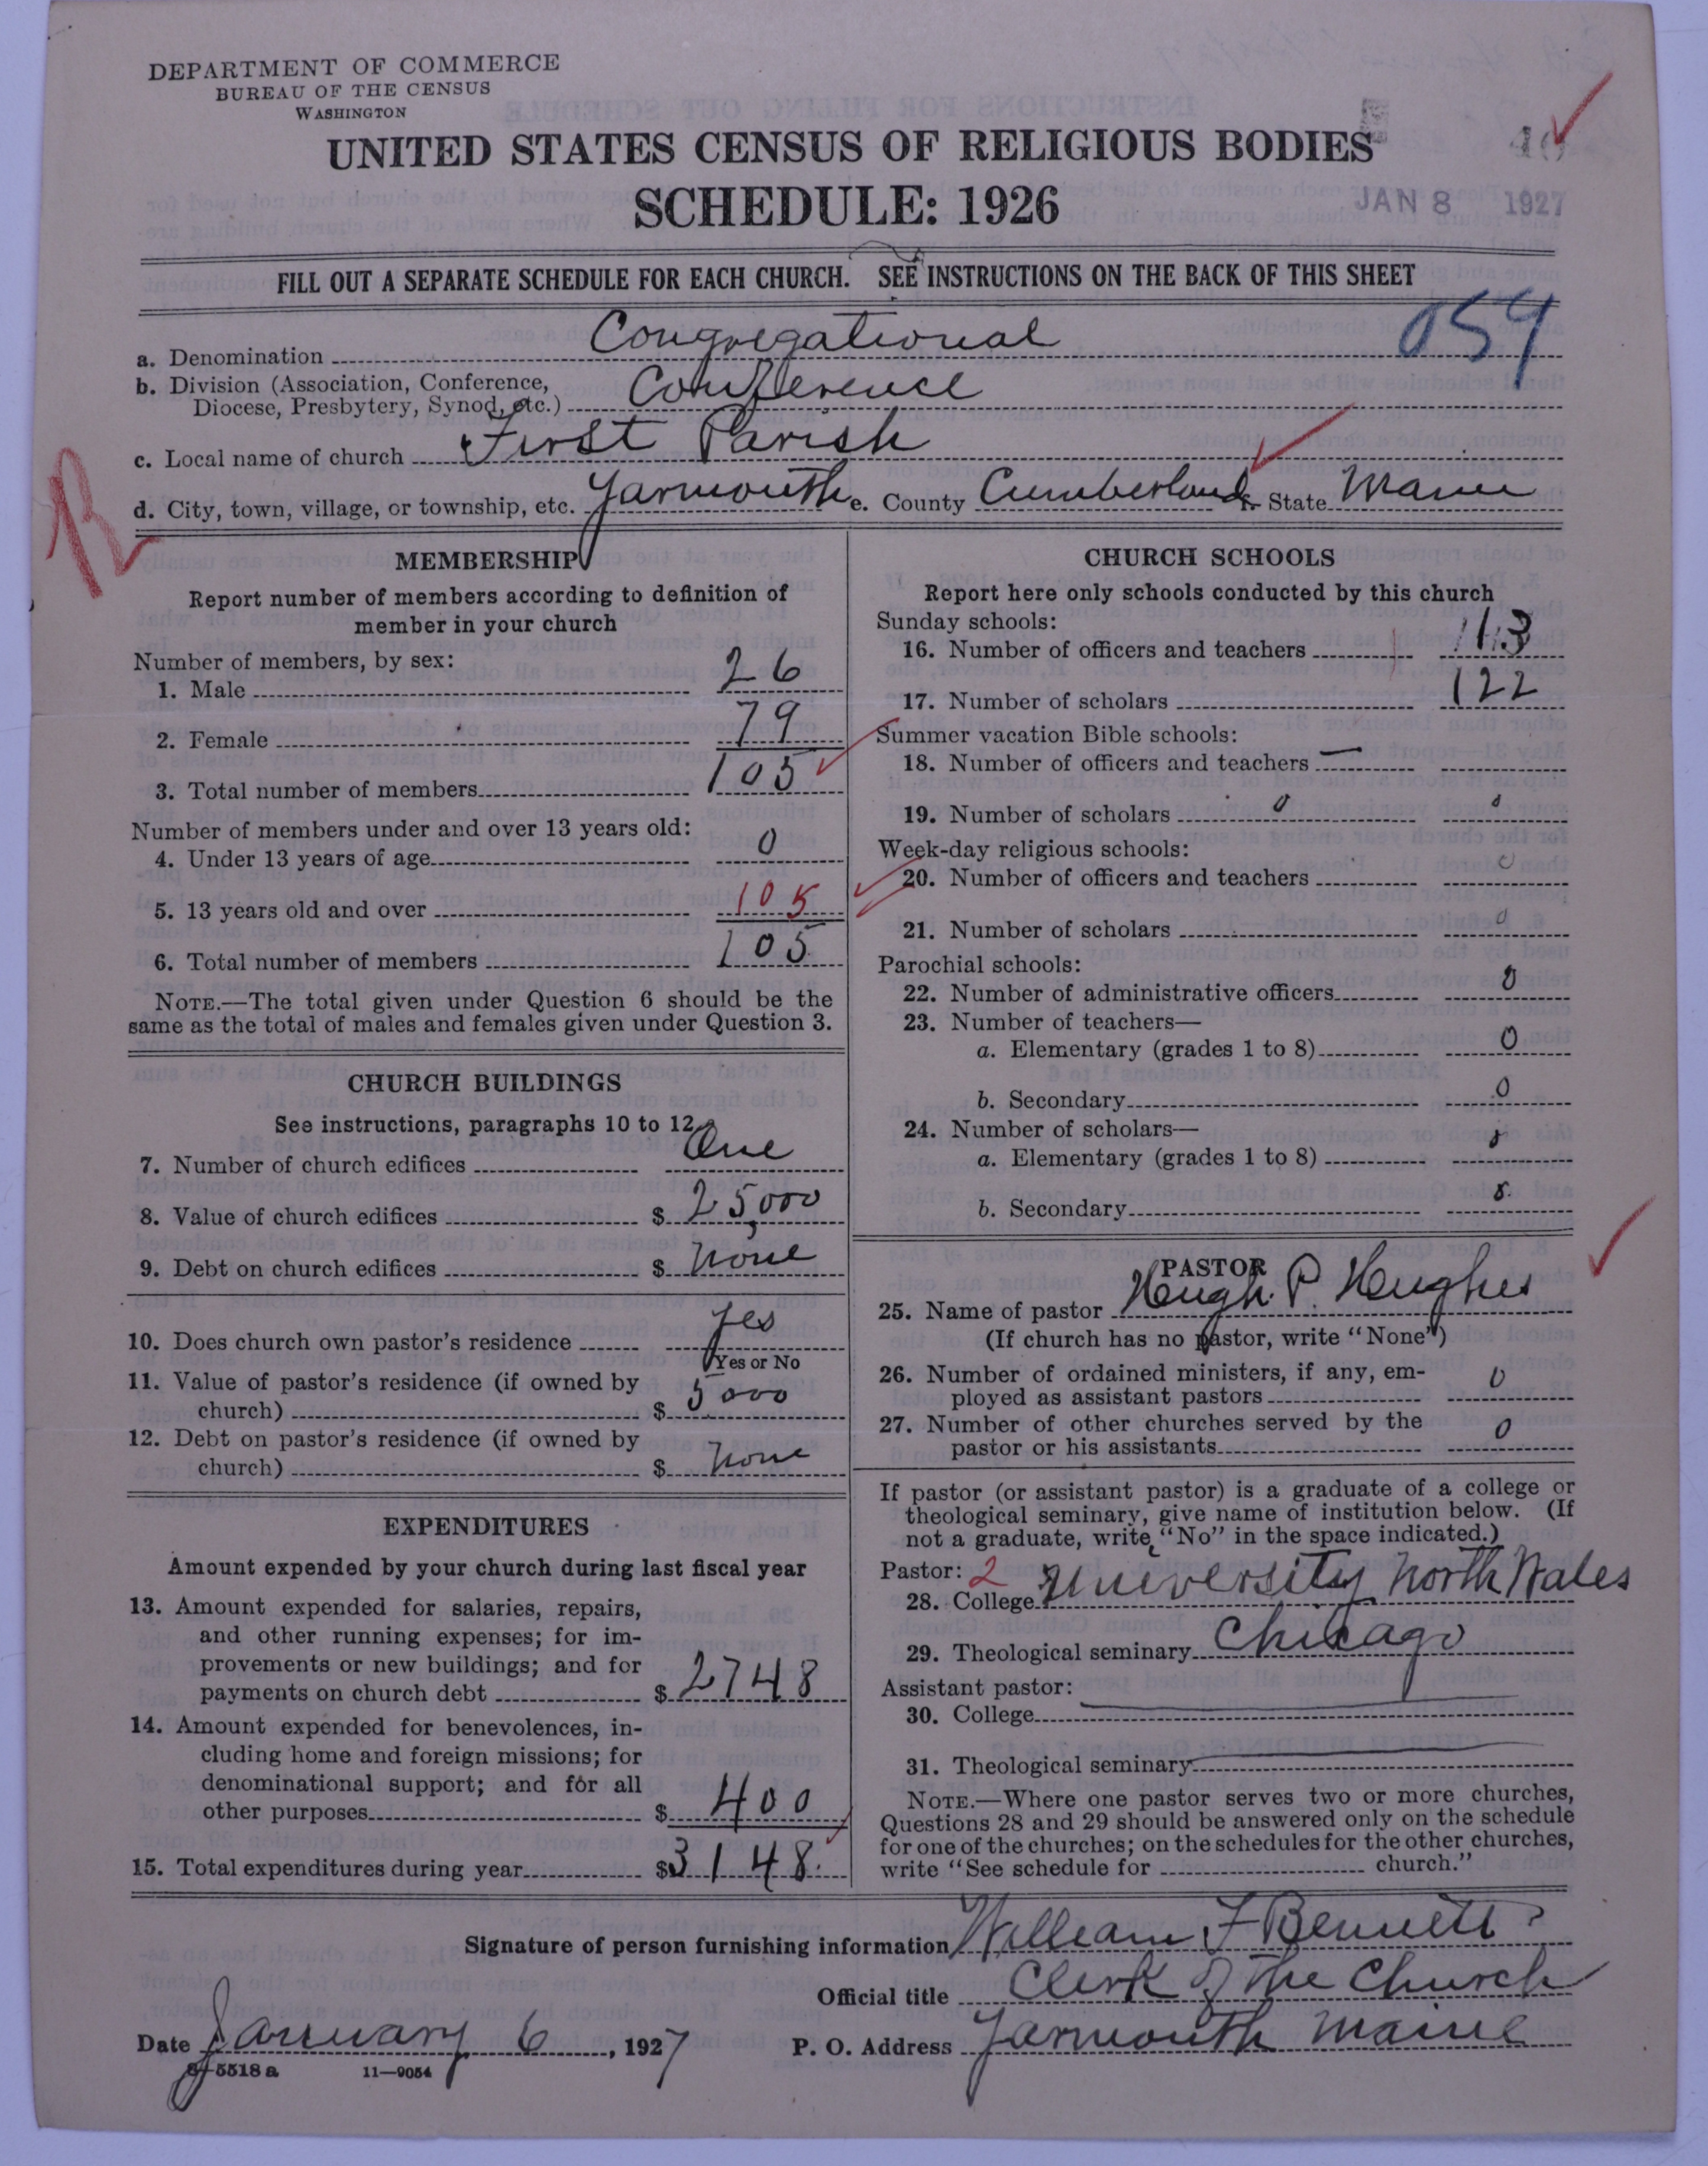 DEPARTMENT OF COMMERCE
BUREAU OF THE CENSUS
WASHINGTON
UNITED STATES CENSUS OF RELIGIOUS BODIES
SCHEDULE: 1926
JAN 8 1927
FILL OUT A SEPARATE SCHEDULE FOR EACH CHURCH. SEE INSTRUCTIONS ON THE BACK OF THIS SHEET
059
a. Denomination Congregational
b. Division (Association, Conference,
Diocese, Presbytery, Synod, etc.) Conference
c. Local name of church First Parish
d. City, town, village, or township, etc. Yarmouth e. County Cumberland f. State Maine
MEMBERSHIP
Report number of members according to definition of
member in your church
Number of members, by sex:
1. Male 26
2. Female 79
3. Total number of members 105
Number of members under and over 13 years old:
4. Under 13 years of age 0
5. 13 years old and over 105
6. Total number of members 105
NOTE.—The total given under Question 6 should be the
same as the total of males and females given under Question 3.
CHURCH BUILDINGS
See instructions, paragraphs 10 to 12
7. Number of church edifices One
8. Value of church edifices $ 25,000
9. Debt on church edifices $ None
10. Does church own pastor's residence Yes
Yes or No
11. Value of pastor's residence (if owned by
church) $ 5000
12. Debt on pastor's residence (if owned by
church) $ None
EXPENDITURES
Amount expended by your church during last fiscal year
13. Amount expended for salaries, repairs,
and other running expenses; for im-
provements or new buildings; and for
payments on church debt $ 2748
14. Amount expended for benevolences, in-
cluding home and foreign missions; for
denominational support; and for all
other purposes $ 400
15. Total expenditures during year $ 3148
CHURCH SCHOOLS
Report here only schools conducted by this church
Sunday schools:
16. Number of officers and teachers
17. Number of scholars 122
Summer vacation Bible schools:
18. Number of officers and teachers —
19. Number of scholars 0
Week-day religious schools:
20. Number of officers and teachers 0
21. Number of scholars 0
Parochial schools:
22. Number of administrative officers 0
23. Number of teachers—
a. Elementary (grades 1 to 8) 0
b. Secondary 0
24. Number of scholars—
a. Elementary (grades 1 to 8)
b. Secondary
PASTOR
25. Name of pastor Hugh P. Hughes
(If church has no pastor, write "None")
26. Number of ordained ministers, if any, em-
ployed as assistant pastors 0
27. Number of other churches served by the
pastor or his assistants 0
If pastor (or assistant pastor) is a graduate of a college or
theological seminary, give name of institution below. (If
not a graduate, write "No" in the space indicated.)
Pastor: 2
28. College University North Wales
29. Theological seminary Chicago
Assistant pastor:
30. College
31. Theological seminary
NOTE.—Where one pastor serves two or more churches,
Questions 28 and 29 should be answered only on the schedule
for one of the churches; on the schedules for the other churches,
write "See schedule for church."
Signature of person furnishing information William F Bennett
Official title Clerk of the Church
Date January 6, 1927 P. O. Address Yarmouth Maine
8-5518 a 11—9054